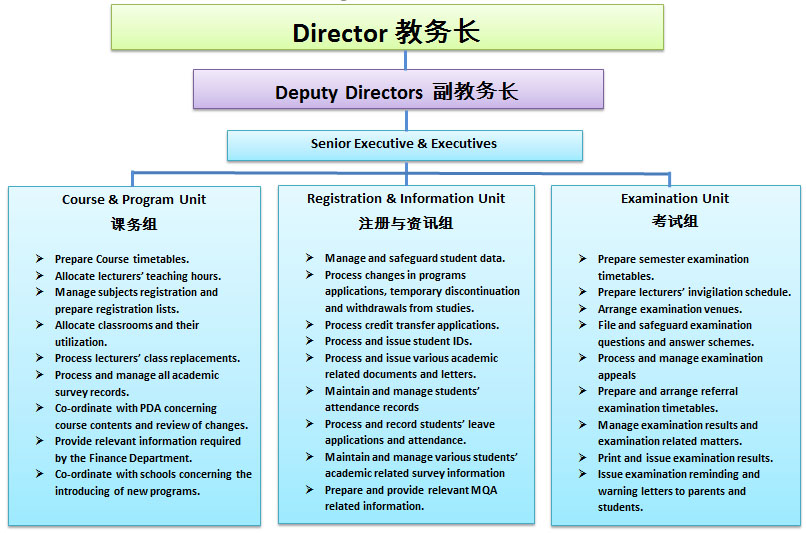 Director 教务长
Deputy Directors 副教务长
Senior Executive & Executives
Course & Program Unit
课务组
➢ Prepare Course timetables.
➢ Allocate lecturers' teaching hours.
➢ Manage subjects registration and
prepare registration lists.
➢ Allocate classrooms and their
utilization.
➢ Process lecturers' class replacements.
➢ Process and manage all academic
survey records.
➢ Co-ordinate with PDA concerning
course contents and review of changes.
➢ Provide relevant information required
by the Finance Department.
➢ Co-ordinate with schools concerning the
introducing of new programs.
Registration & Information Unit
注册与资讯组
➢ Manage and safeguard student data.
➢ Process changes in programs
applications, temporary discontinuation
and withdrawals from studies.
➢ Process credit transfer applications.
➢ Process and issue student IDs.
➢ Process and issue various academic
related documents and letters.
➢ Maintain and manage students'
attendance records
➢ Process and record students' leave
applications and attendance.
➢ Maintain and manage various students'
academic related survey information
➢ Prepare and provide relevant MQA
related information.
Examination Unit
考试组
➢ Prepare semester examination
timetables.
➢ Prepare lecturers' invigilation schedule.
➢ Arrange examination venues.
➢ File and safeguard examination
questions and answer schemes.
➢ Process and manage examination
appeals
➢ Prepare and arrange referral
examination timetables.
➢ Manage examination results and
examination related matters.
➢ Print and issue examination results.
➢ Issue examination reminding and
warning letters to parents and
students.